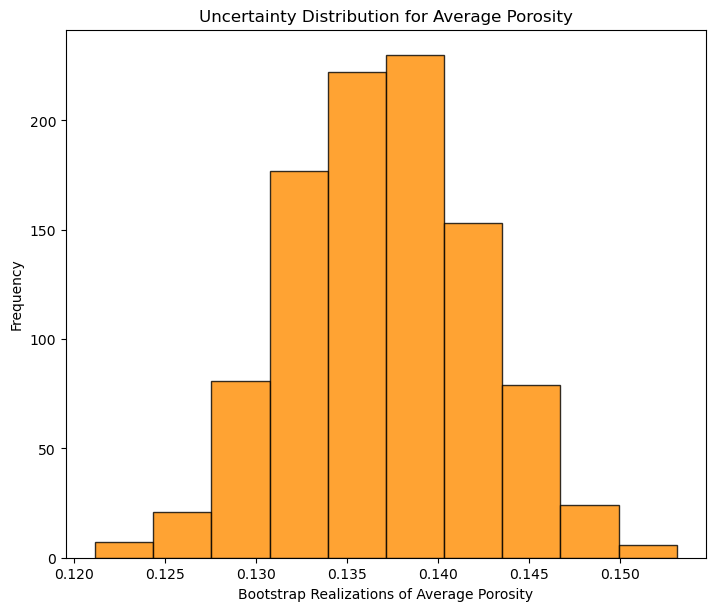 Uncertainty Distribution for Average Porosity
Frequency
200
150
100
50
0
0.120 0.125 0.130 0.135 0.140 0.145 0.150
Bootstrap Realizations of Average Porosity